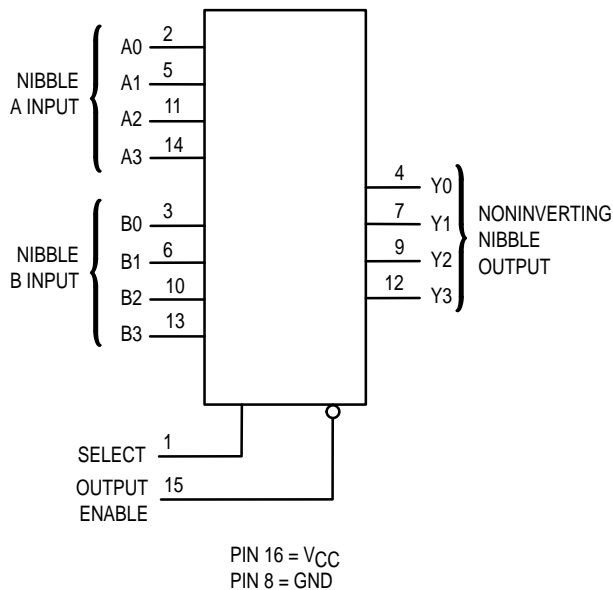 NIBBLE
A INPUT
A0 2
A1 5
A2 11
A3 14
NIBBLE
B INPUT
B0 3
B1 6
B2 10
B3 13
4 Y0
7 Y1
9 Y2
12 Y3
NONINVERTING
NIBBLE
OUTPUT
SELECT 1
OUTPUT 15
ENABLE
PIN 16 = VCC
PIN 8 = GND